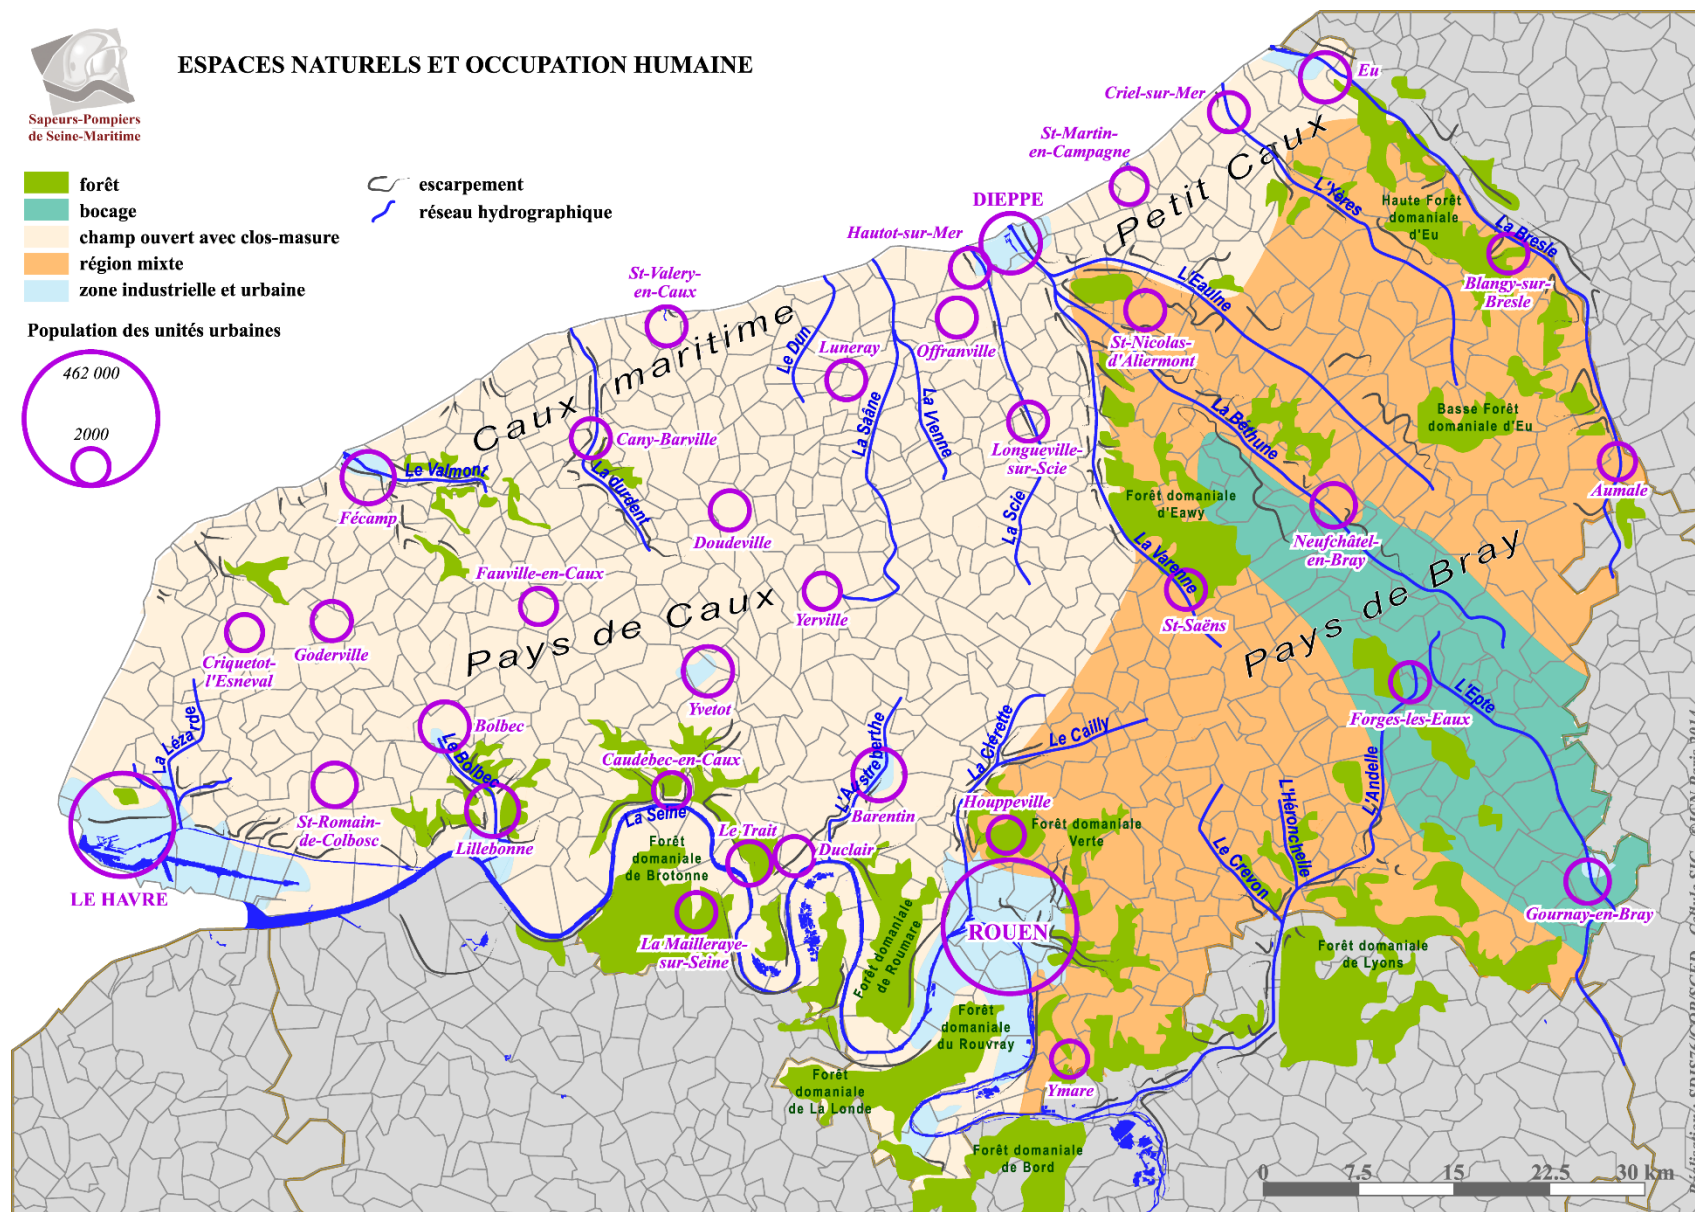 ESPACES NATURELS ET OCCUPATION HUMAINE
Sapeurs-Pompiers
de Seine-Maritime
forêt
bocage
champ ouvert avec clos-masure
région mixte
zone industrielle et urbaine
escarpement
réseau hydrographique
Population des unités urbaines
462 000
2000
Eu
Criel-sur-Mer
St-Martin-
en-Campagne
Petit Caux
DIEPPE
Hautot-sur-Mer
L'Yères
Haute Forêt
domaniale
d'Eu
La Bresle
Blangy-sur-
Bresle
L'Eaulne
St-Valery-
en-Caux
Caux maritime
Le Dun
Luneray
Offranville
St-Nicolas-
d'Aliermont
La Saâne
La Vienne
La Béthune
Basse Forêt
domaniale d'Eu
Cany-Barville
Longueville-
sur-Scie
Le Valmont
La durdent
La Scie
Aumale
Fécamp
Doudeville
Forêt domaniale
d'Eawy
Neufchâtel-
en-Bray
La Varenne
Fauville-en-Caux
Yerville
St-Saëns
Pays de Bray
Pays de Caux
Criquetot-
l'Esneval
Goderville
Yvetot
Forges-les-Eaux
L'Epte
La Lézarde
Bolbec
Le Bolbec
Caudebec-en-Caux
L'Austreberthe
La Clérette
Le Cailly
L'Andelle
L'Héronchelle
Le Crevon
St-Romain-
de-Colbosc
Lillebonne
La Seine
Barentin
Houppeville
Forêt domaniale
Verte
LE HAVRE
Le Trait
Duclair
Forêt
domaniale
de Brotonne
La Mailleraye-
sur-Seine
Forêt domaniale
de Roumare
ROUEN
Gournay-en-Bray
Forêt domaniale
de Lyons
Forêt
domaniale
du Rouvray
Ymare
Forêt
domaniale
de La Londe
Forêt domaniale
de Bord
0 7.5 15 22.5 30 km